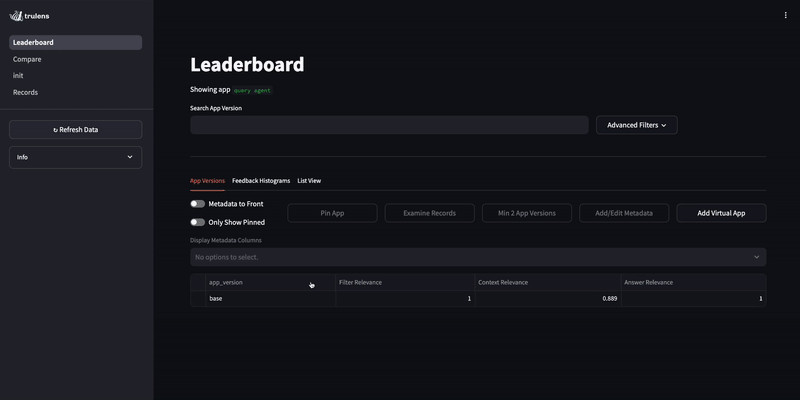 trulens
Leaderboard
Compare
init
Records
↻ Refresh Data
Info
Leaderboard
Showing app query agent
Search App Version
Advanced Filters
App Versions Feedback Histograms List View
Metadata to Front
Only Show Pinned
Pin App Examine Records Min 2 App Versions Add/Edit Metadata Add Virtual App
Display Metadata Columns
No options to select.
app_version Filter Relevance Context Relevance Answer Relevance
base 1 0.889 1